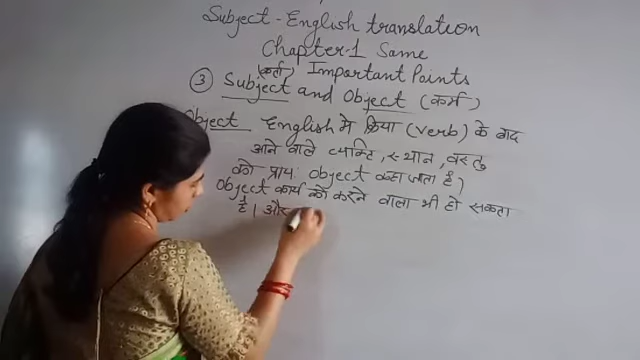 Subject - English translation
Chapter-1 Some
Important Points
③ Subject (कर्ता) and Object (कर्म)
Object English मे क्रिया (verb) के बाद
आने वाले व्यक्ति, स्थान, वस्तु
को प्राय: Object कहा जाता है।
Object कार्य को करने वाला भी हो सकता
है। और